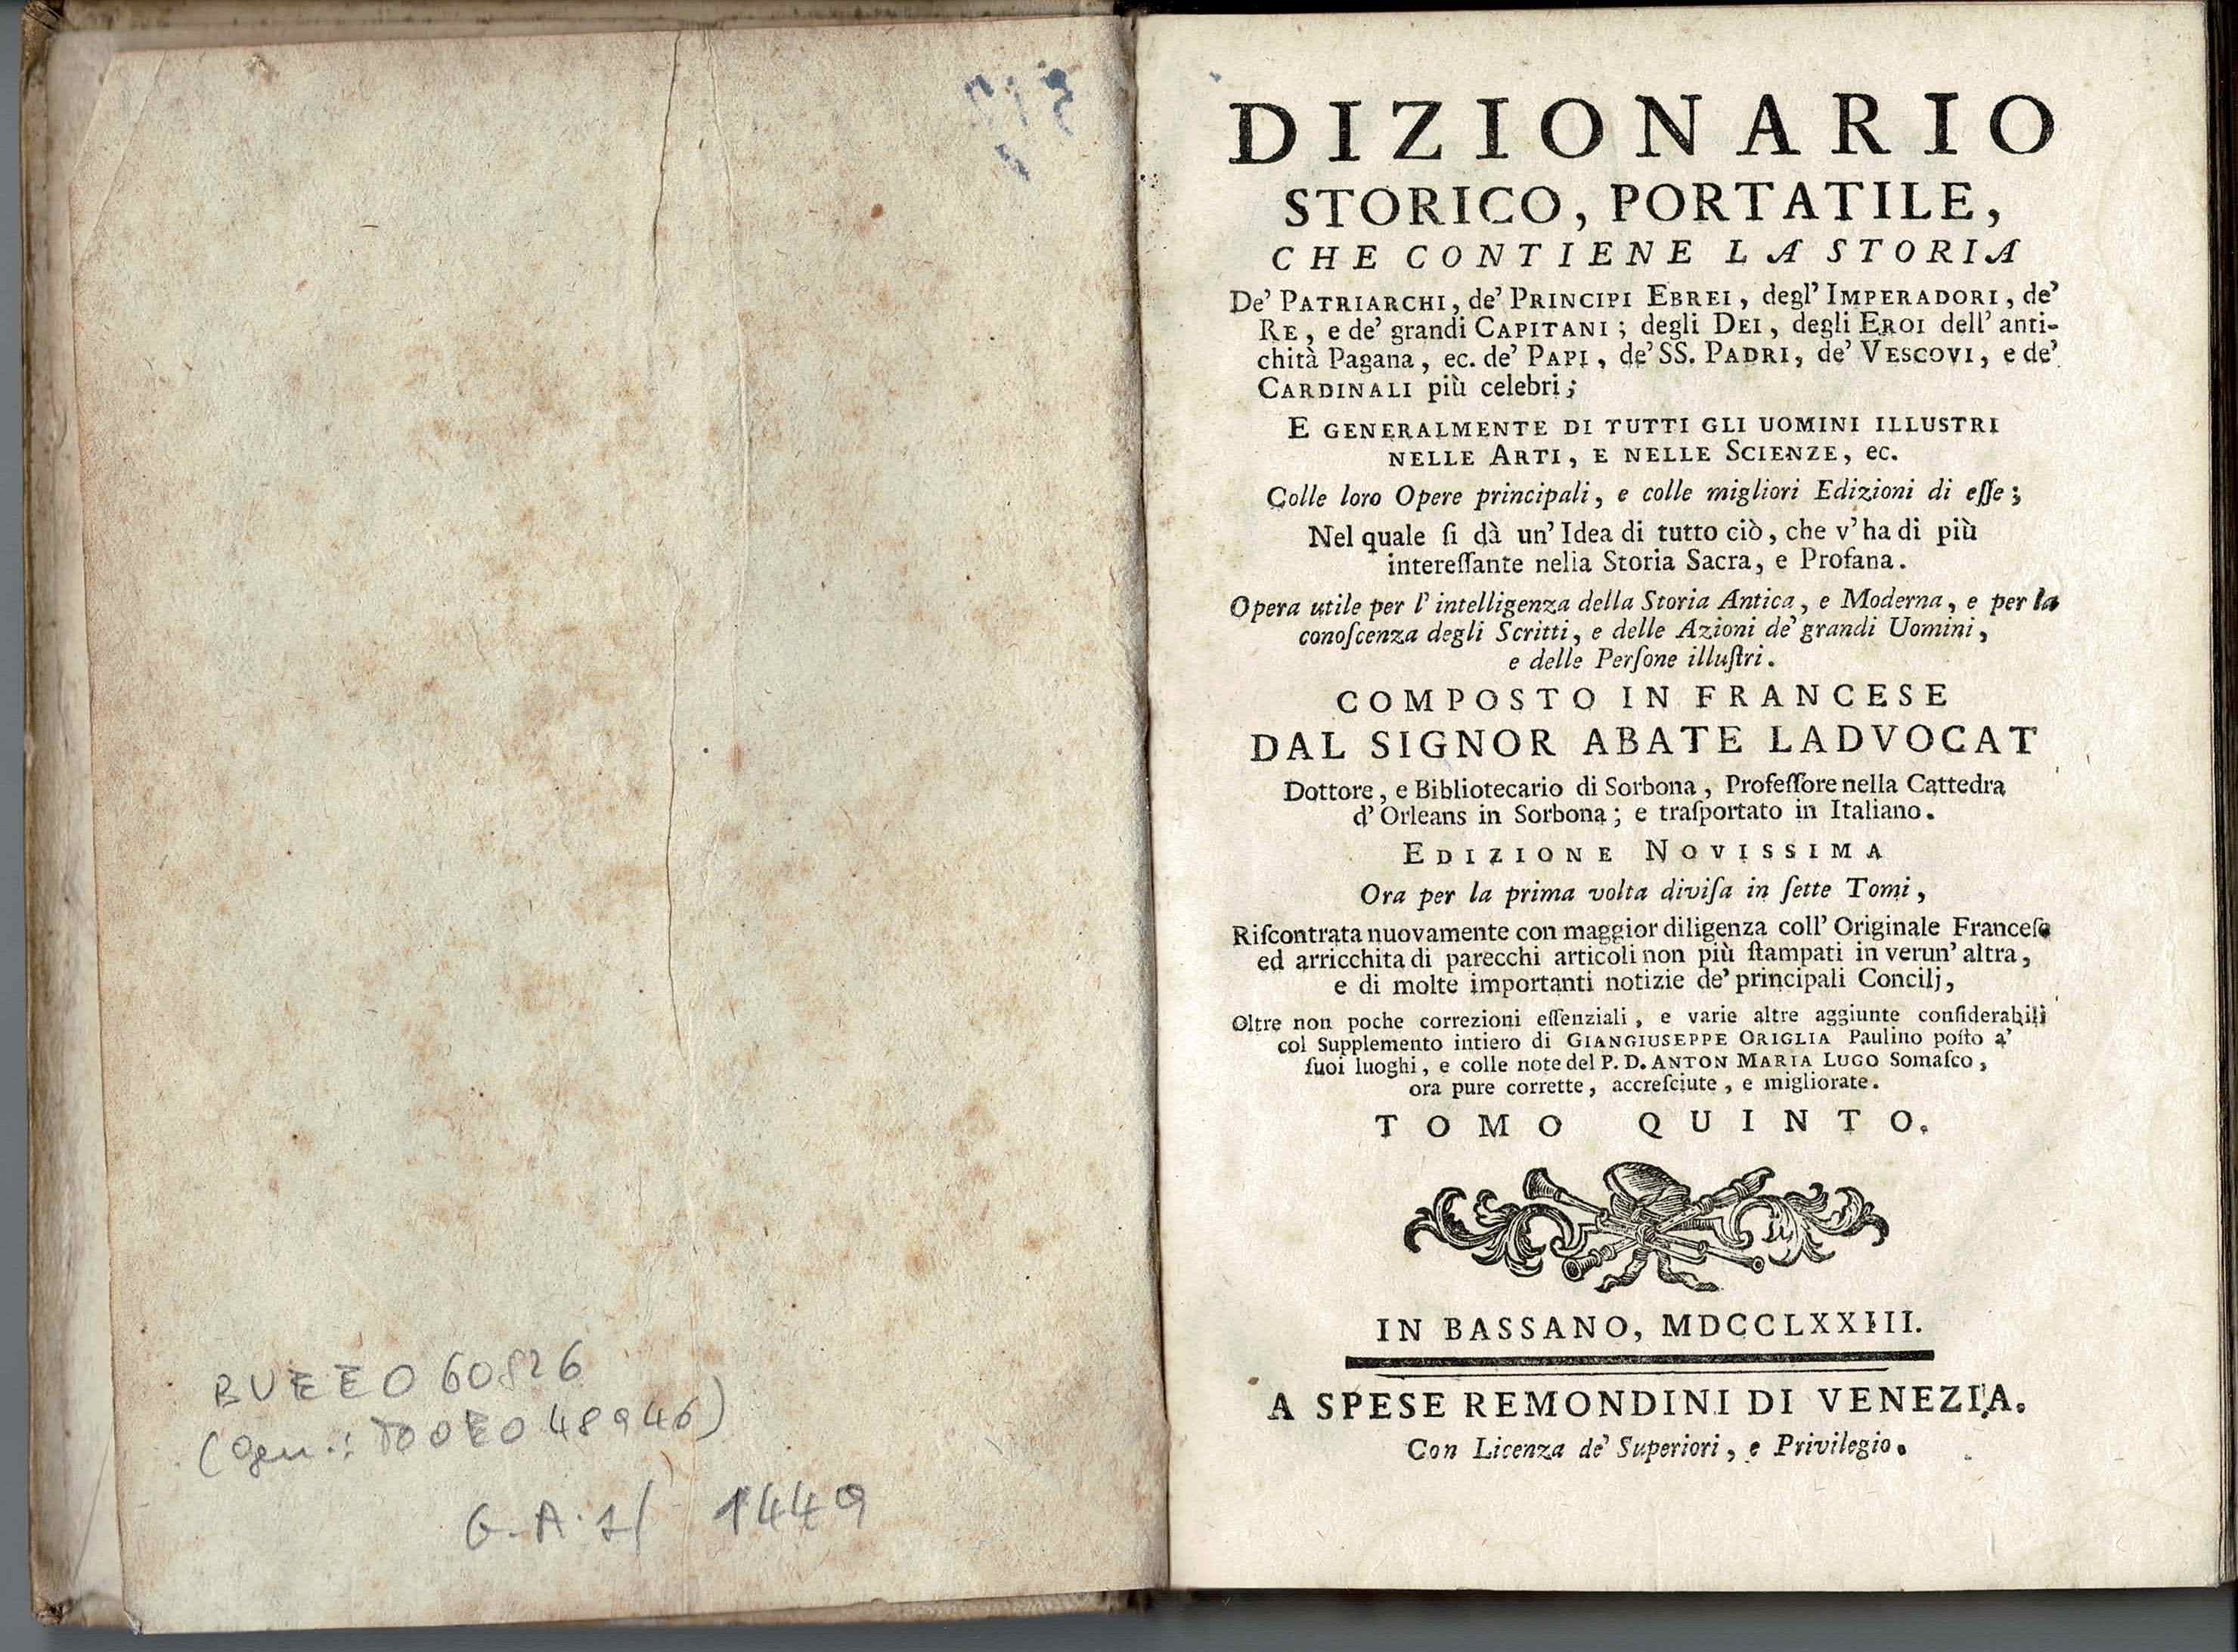 BUEE060826
(Gen.: TO0E048946)
G.A.1/ 1449
DIZIONARIO
STORICO, PORTATILE,
CHE CONTIENE LA STORIA
De' PATRIARCHI, de' PRINCIPI EBREI, degl' IMPERADORI, de'
RE, e de' grandi CAPITANI; degli DEI, degli EROI dell' anti-
chità Pagana, ec. de' PAPI, de' SS. PADRI, de' VESCOVI, e de'
CARDINALI più celebri;
E GENERALMENTE DI TUTTI GLI UOMINI ILLUSTRI
NELLE ARTI, E NELLE SCIENZE, ec.
Colle loro Opere principali, e colle migliori Edizioni di eſſe;
Nel quale ſi dà un' Idea di tutto ciò, che v' ha di più
intereſſante nella Storia Sacra, e Profana.
Opera utile per l' intelligenza della Storia Antica, e Moderna, e per la
conoſcenza degli Scritti, e delle Azioni de' grandi Uomini,
e delle Perſone illuſtri.
COMPOSTO IN FRANCESE
DAL SIGNOR ABATE LADVOCAT
Dottore, e Bibliotecario di Sorbona, Profeſſore nella Cattedra
d' Orleans in Sorbona; e traſportato in Italiano.
EDIZIONE NOVISSIMA
Ora per la prima volta diviſa in ſette Tomi,
Riſcontrata nuovamente con maggior diligenza coll' Originale Franceſe
ed arricchita di parecchi articoli non più ſtampati in verun' altra,
e di molte importanti notizie de' principali Concilj,
Oltre non poche correzioni eſſenziali, e varie altre aggiunte conſiderabili
col Supplemento intiero di GIANGIUSEPPE ORIGLIA Paulino poſto a'
ſuoi luoghi, e colle note del P. D. ANTON MARIA LUGO Somaſco,
ora pure corrette, accreſciute, e migliorate.
TOMO QUINTO.
IN BASSANO, MDCCLXXIII.
A SPESE REMONDINI DI VENEZIA.
Con Licenza de' Superiori, e Privilegio.